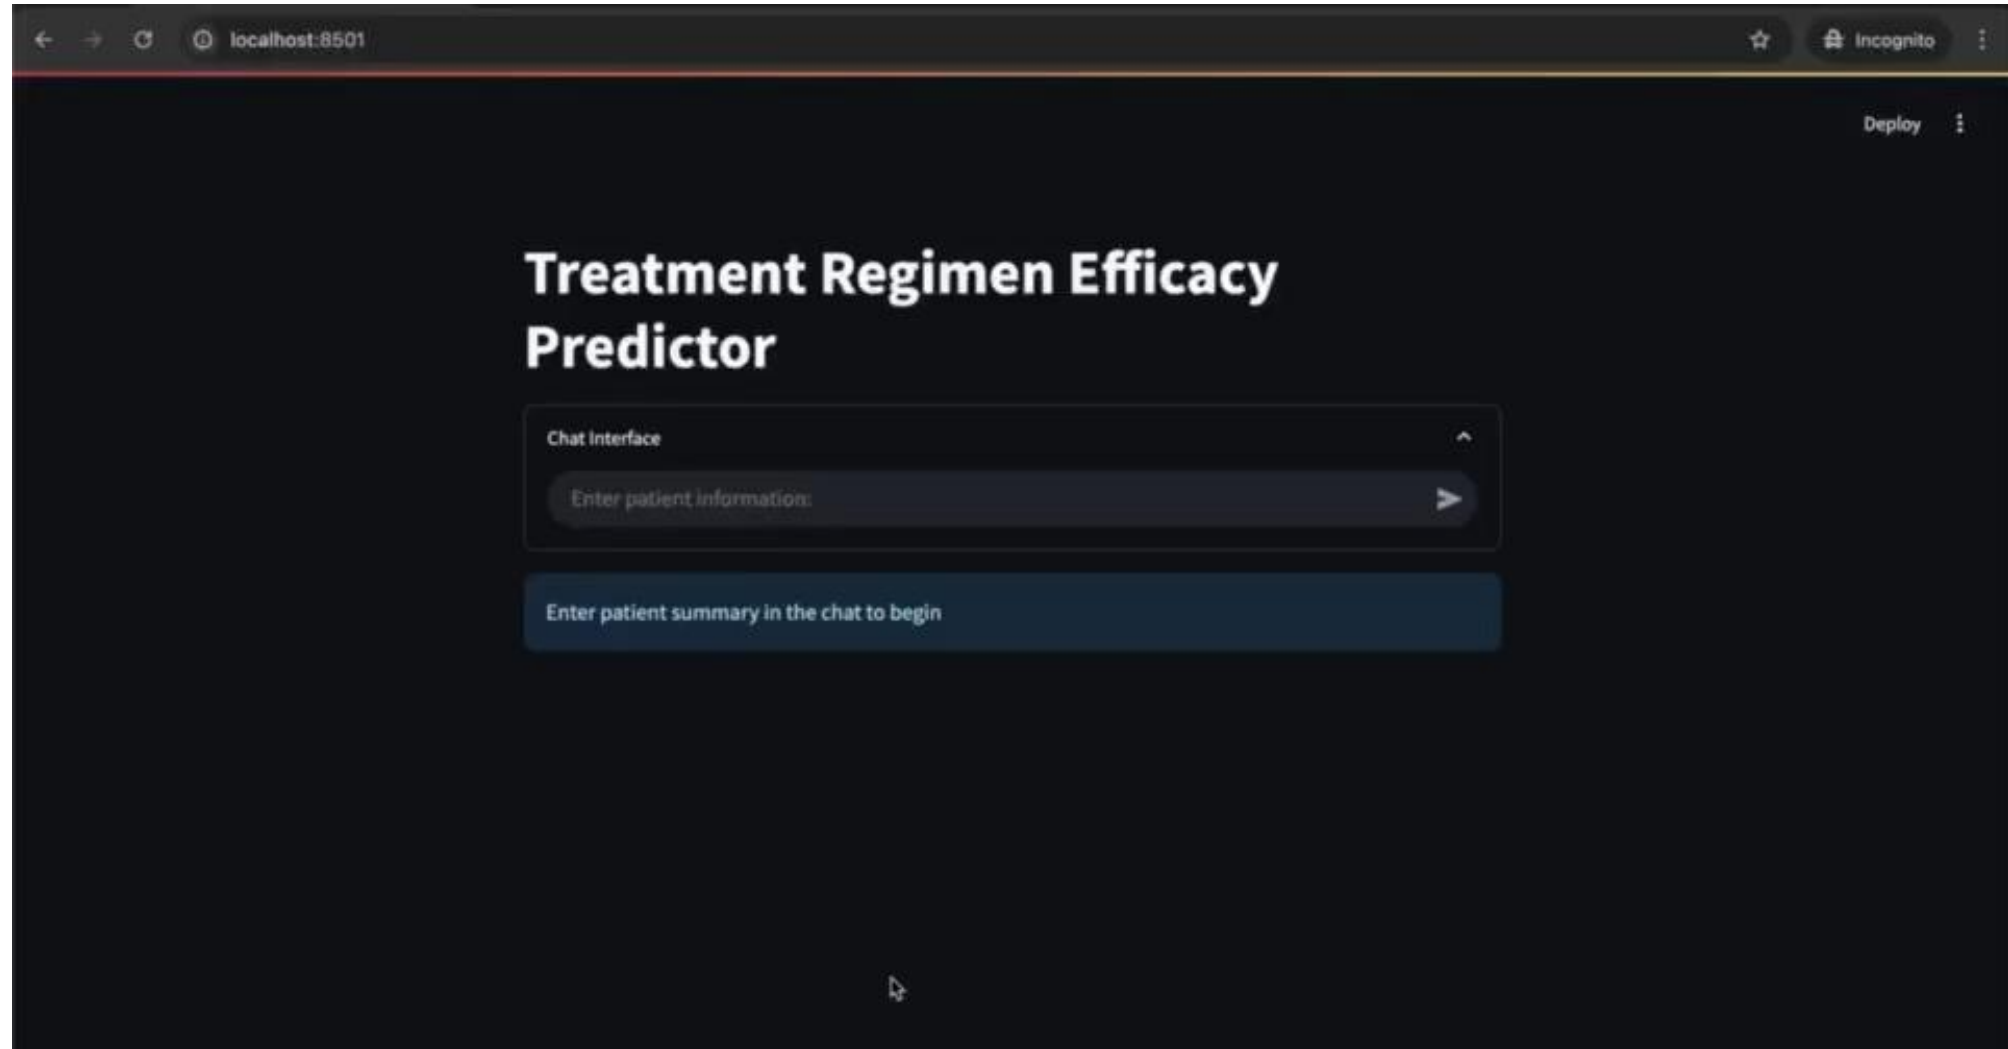 localhost:8501
Incognito
Deploy
Treatment Regimen Efficacy
Predictor
Chat Interface
Enter patient information:
Enter patient summary in the chat to begin